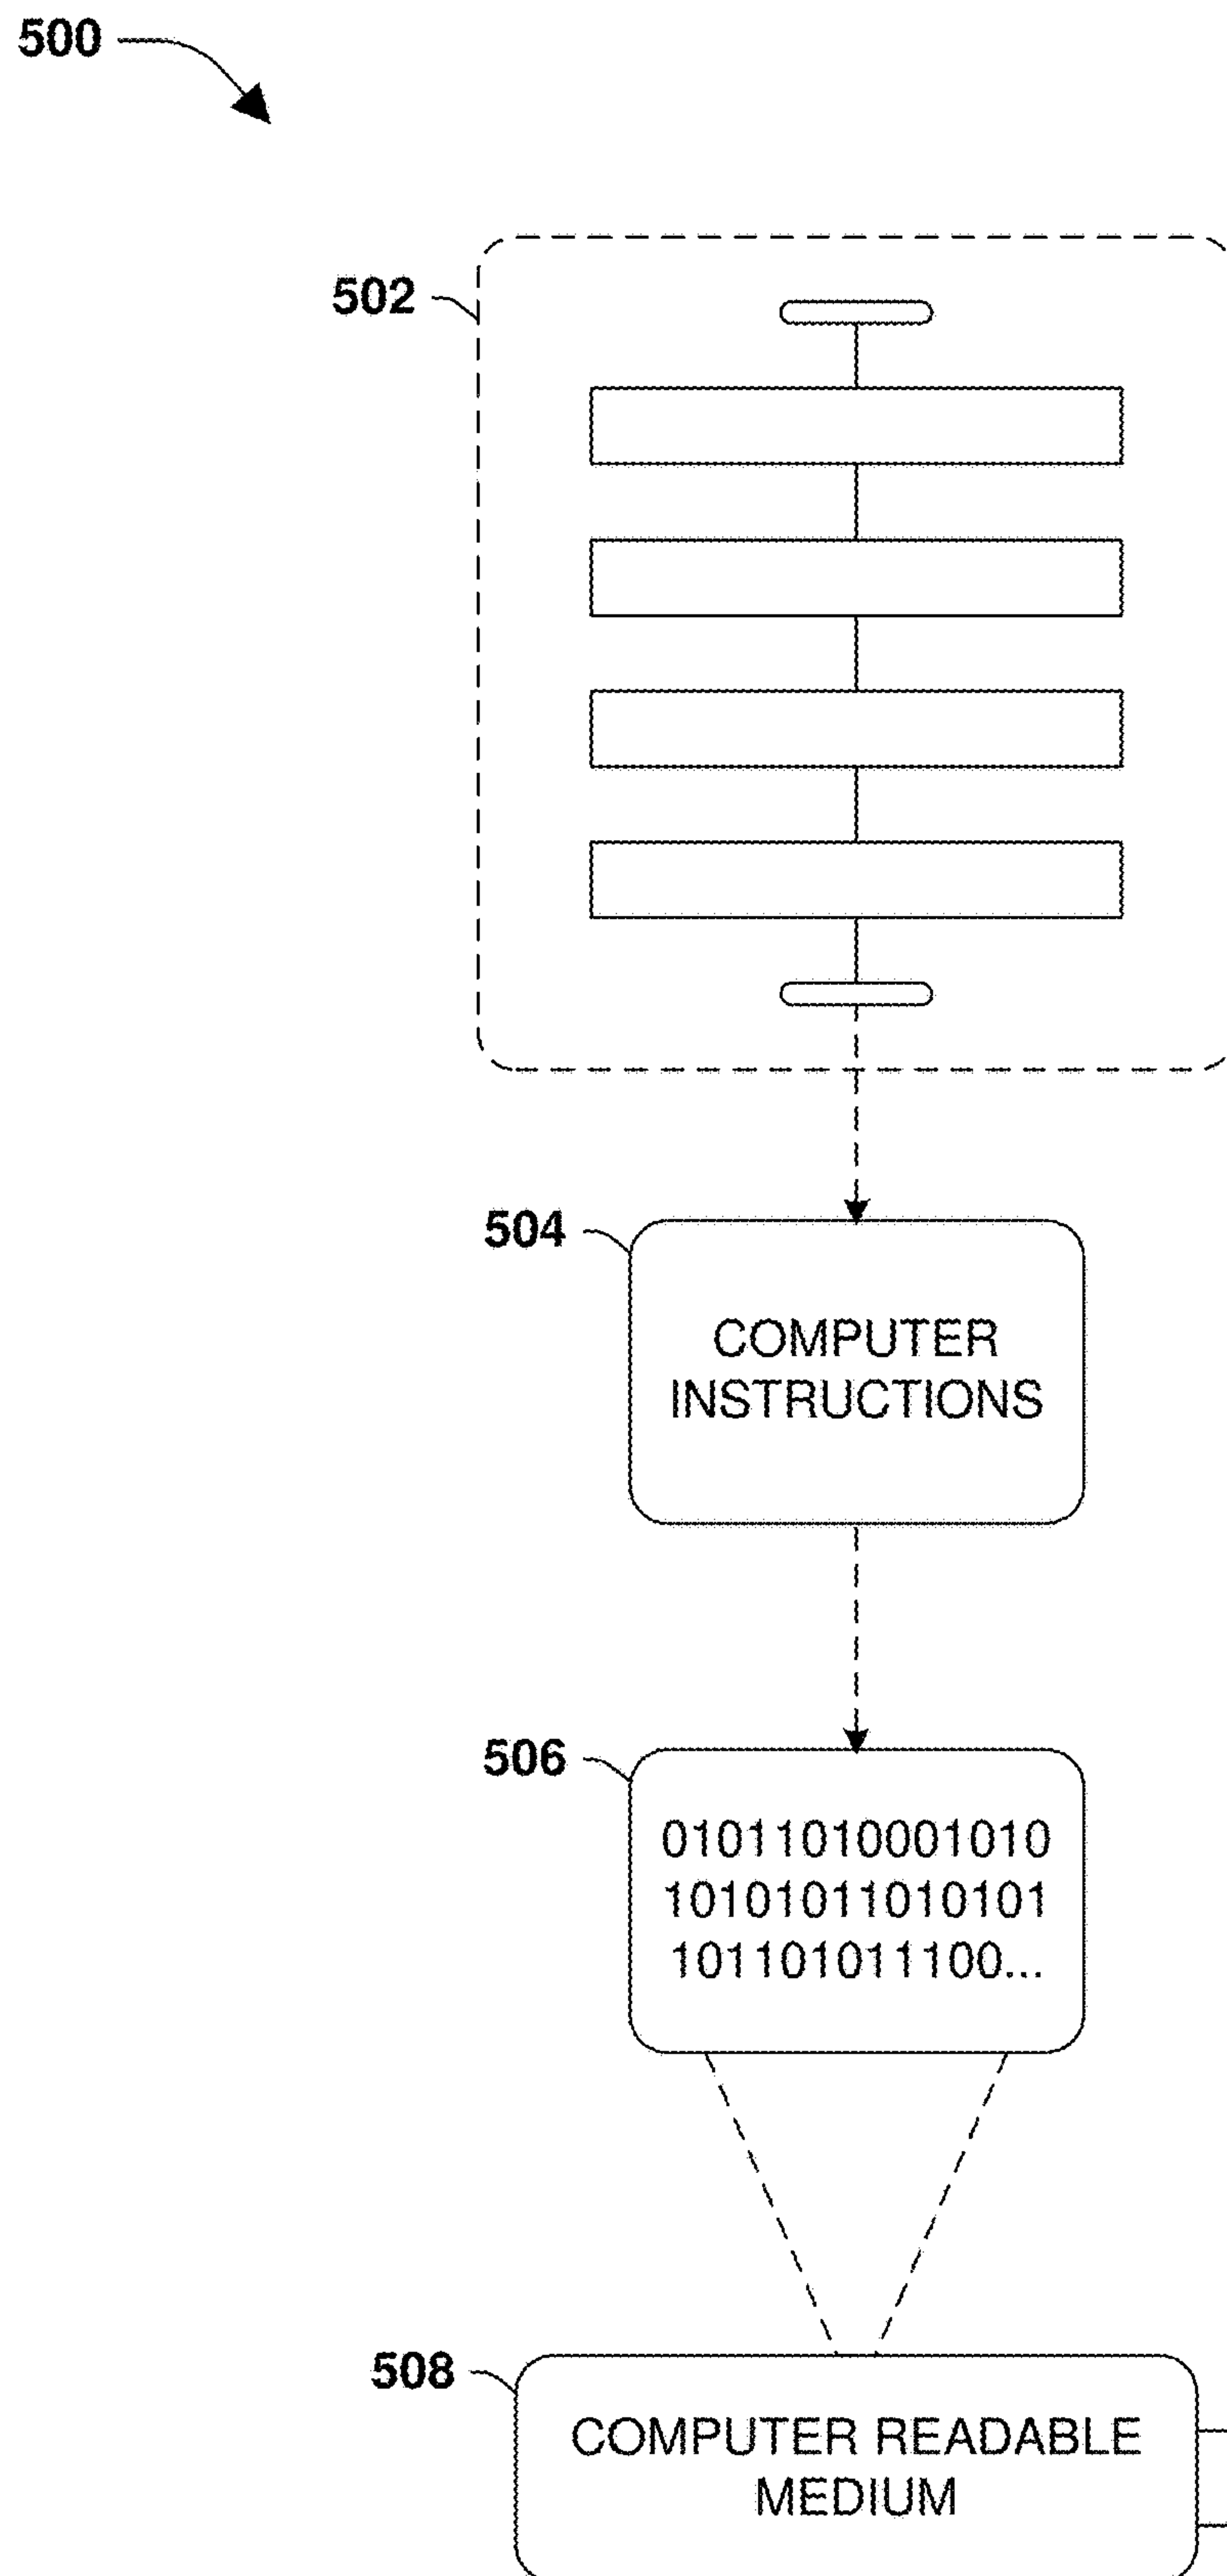 500
502
504
COMPUTER
INSTRUCTIONS
506
01011010001010
10101011010101
101101011100...
508
COMPUTER READABLE
MEDIUM